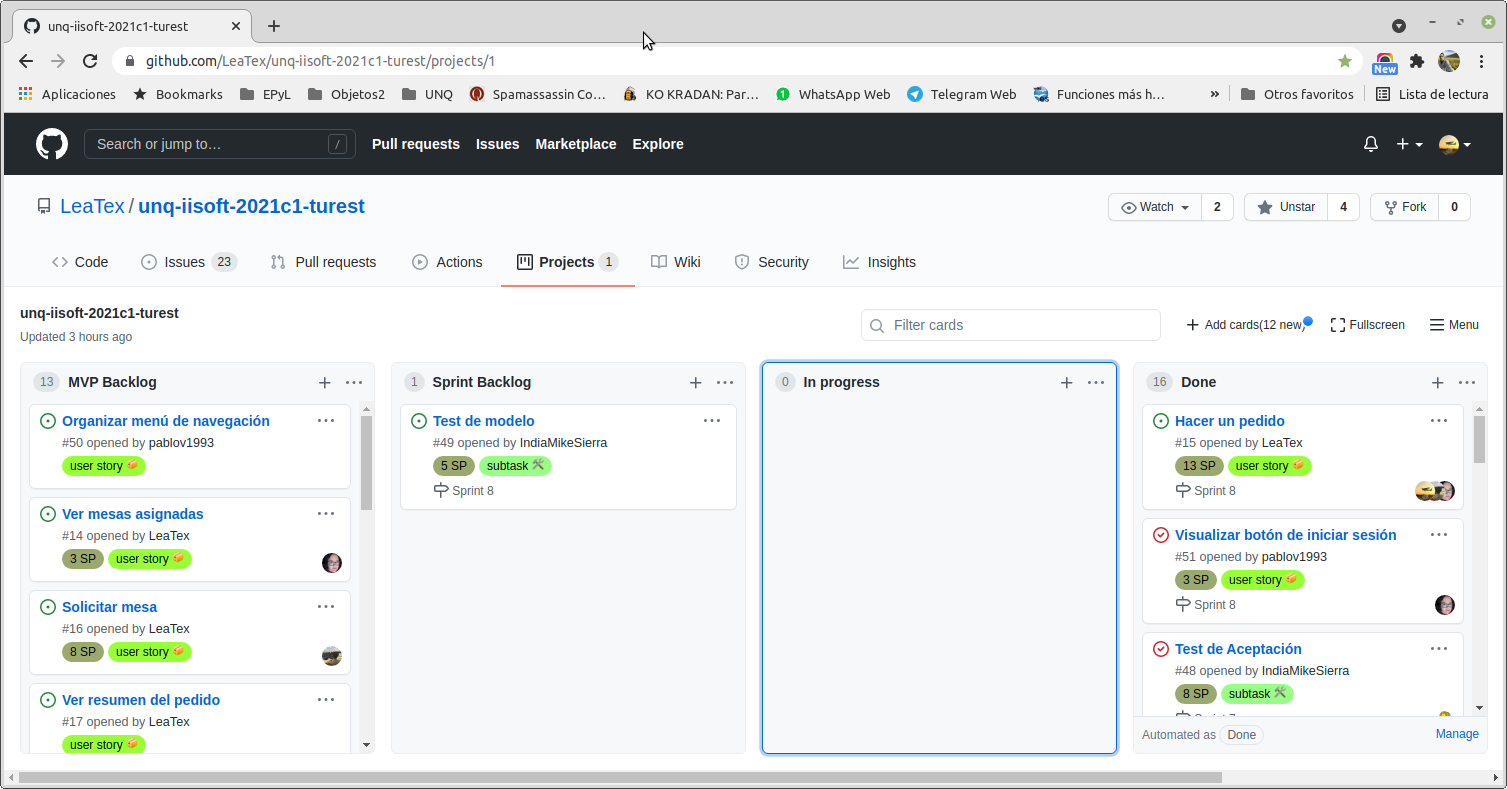 unq-iisoft-2021c1-turest
github.com/LeaTex/unq-iisoft-2021c1-turest/projects/1
New
Aplicaciones Bookmarks EPyL Objetos2 UNQ Spamassassin Co… KO KRADAN: Par… WhatsApp Web Telegram Web Funciones más h… » Otros favoritos Lista de lectura
Search or jump to… / Pull requests Issues Marketplace Explore
LeaTex / unq-iisoft-2021c1-turest Watch 2 Unstar 4 Fork 0
Code Issues 23 Pull requests Actions Projects 1 Wiki Security Insights
unq-iisoft-2021c1-turest
Updated 3 hours ago
Filter cards Add cards(12 new) Fullscreen Menu
13 MVP Backlog
Organizar menú de navegación
#50 opened by pablov1993
user story
Ver mesas asignadas
#14 opened by LeaTex
3 SP user story
Solicitar mesa
#16 opened by LeaTex
8 SP user story
Ver resumen del pedido
#17 opened by LeaTex
user story
1 Sprint Backlog
Test de modelo
#49 opened by IndiaMikeSierra
5 SP subtask
Sprint 8
0 In progress
16 Done
Hacer un pedido
#15 opened by LeaTex
13 SP user story
Sprint 8
Visualizar botón de iniciar sesión
#51 opened by pablov1993
3 SP user story
Sprint 8
Test de Aceptación
#48 opened by IndiaMikeSierra
8 SP subtask
Automated as Done Manage